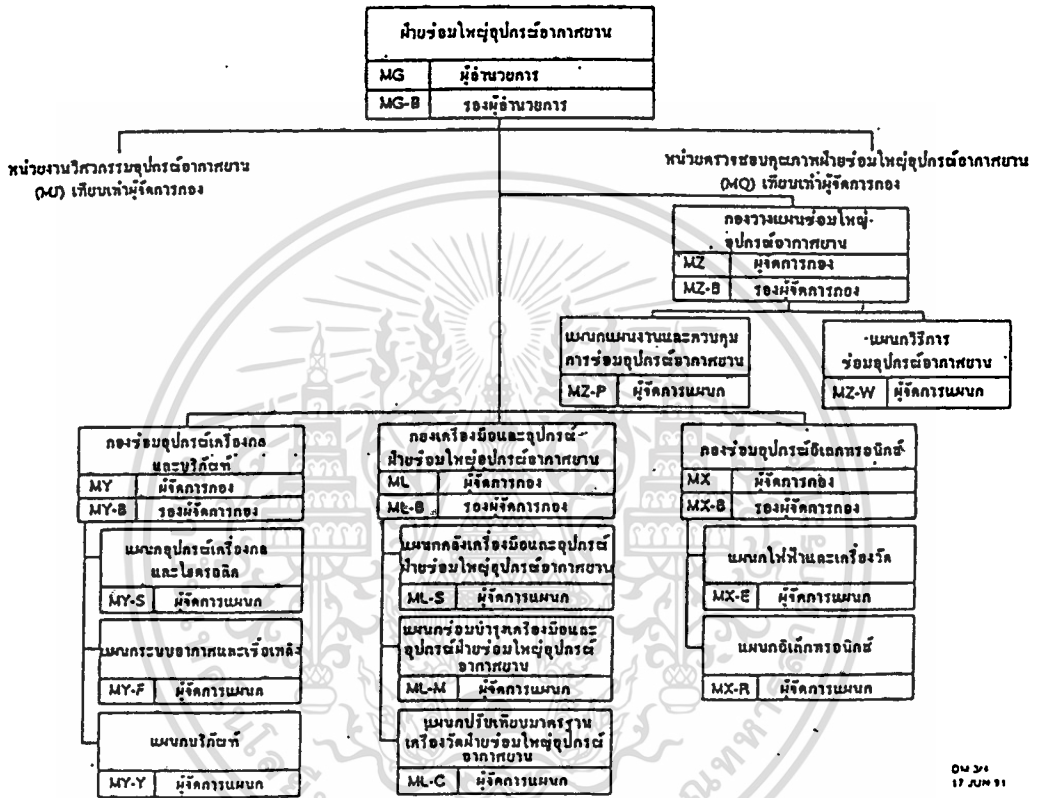 ฝ่ายซ่อมใหญ่อุปกรณ์อากาศยาน
MG ผู้อำนวยการ
MG-B รองผู้อำนวยการ
หน่วยงานวิศวกรรมอุปกรณ์อากาศยาน
(MJ) เทียบเท่าผู้จัดการกอง
หน่วยตรวจสอบคุณภาพฝ่ายซ่อมใหญ่อุปกรณ์อากาศยาน
(MQ) เทียบเท่าผู้จัดการกอง
กองวางแผนซ่อมใหญ่-
อุปกรณ์อากาศยาน
MZ ผู้จัดการกอง
MZ-B รองผู้จัดการกอง
แผนกแผนงานและควบคุม
การซ่อมอุปกรณ์อากาศยาน
MZ-P ผู้จัดการแผนก
แผนกวิธีการ
ซ่อมอุปกรณ์อากาศยาน
MZ-W ผู้จัดการแผนก
กองซ่อมอุปกรณ์เครื่องกล
และบริภัณฑ์
MY ผู้จัดการกอง
MY-B รองผู้จัดการกอง
แผนกอุปกรณ์เครื่องกล
และไฮดรอลิค
MY-S ผู้จัดการแผนก
แผนกระบบอากาศและเชื้อเพลิง
MY-F ผู้จัดการแผนก
แผนกบริภัณฑ์
MY-Y ผู้จัดการแผนก
กองเครื่องมือและอุปกรณ์-
ฝ่ายซ่อมใหญ่อุปกรณ์อากาศยาน
ML ผู้จัดการกอง
ML-B รองผู้จัดการกอง
แผนกคลังเครื่องมือและอุปกรณ์
ฝ่ายซ่อมใหญ่อุปกรณ์อากาศยาน
ML-S ผู้จัดการแผนก
แผนกซ่อมบำรุงเครื่องมือและ
อุปกรณ์ฝ่ายซ่อมใหญ่อุปกรณ์
อากาศยาน
ML-M ผู้จัดการแผนก
แผนกปรับเทียบมาตรฐาน
เครื่องวัดฝ่ายซ่อมใหญ่อุปกรณ์
อากาศยาน
ML-C ผู้จัดการแผนก
กองซ่อมอุปกรณ์อิเลคทรอนิกส์
MX ผู้จัดการกอง
MX-B รองผู้จัดการกอง
แผนกไฟฟ้าและเครื่องวัด
MX-E ผู้จัดการแผนก
แผนกอิเล็กทรอนิกส์
MX-R ผู้จัดการแผนก
17 JUN 91